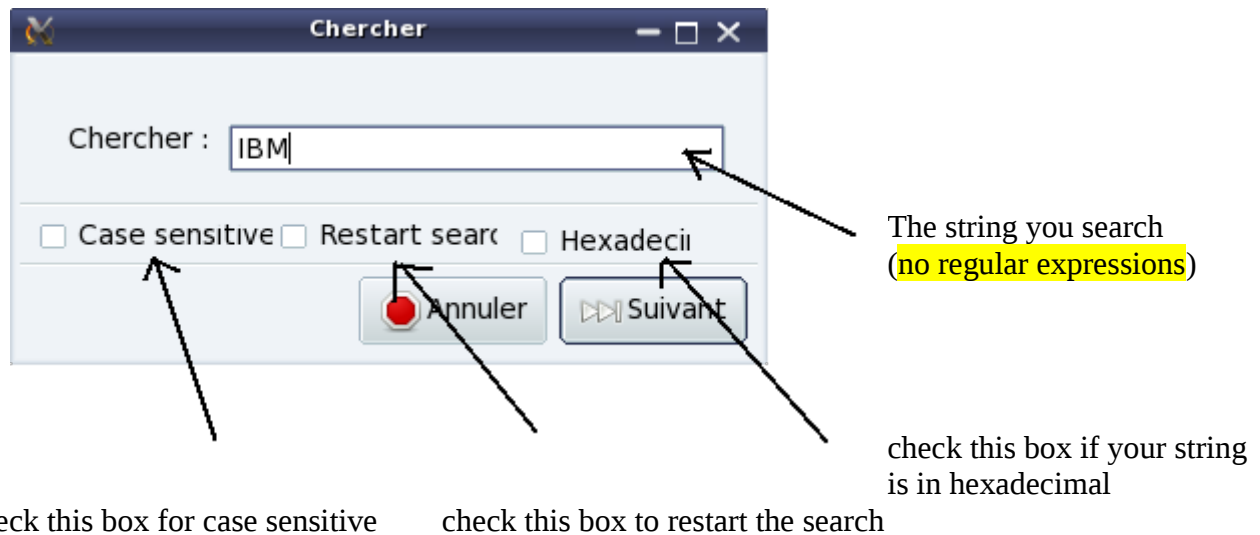 Chercher
Chercher : IBM
The string you search
(no regular expressions)
Case sensitive Restart searc Hexadecii
Annuler Suivant
check this box if your string
is in hexadecimal
eck this box for case sensitive check this box to restart the search